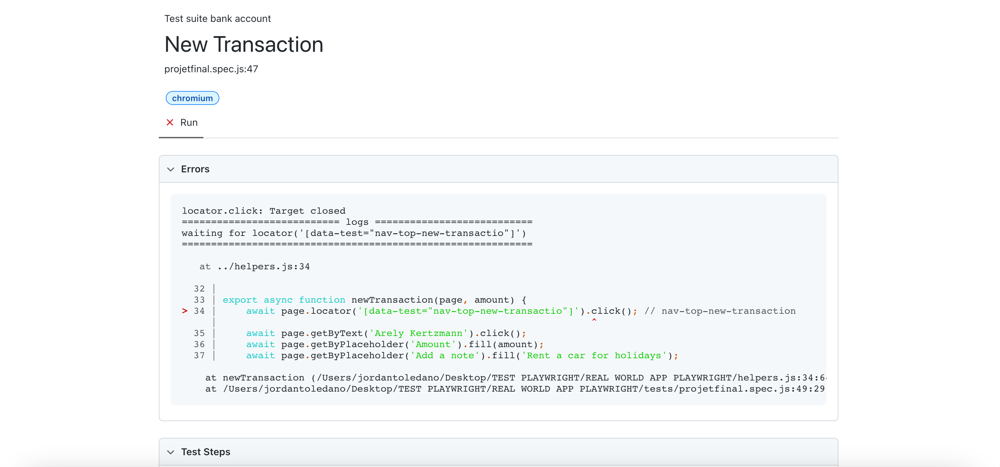 Test suite bank account
New Transaction
projetfinal.spec.js:47
chromium
Run
Errors
locator.click: Target closed
=========================== logs ===========================
waiting for locator('[data-test="nav-top-new-transactio"]')
============================================================
at ../helpers.js:34
32 |
33 | export async function newTransaction(page, amount) {
> 34 |     await page.locator('[data-test="nav-top-new-transactio"]').click(); // nav-top-new-transaction
|                                                                ^
35 |     await page.getByText('Arely Kertzmann').click();
36 |     await page.getByPlaceholder('Amount').fill(amount);
37 |     await page.getByPlaceholder('Add a note').fill('Rent a car for holidays');
at newTransaction (/Users/jordantoledano/Desktop/TEST PLAYWRIGHT/REAL WORLD APP PLAYWRIGHT/helpers.js:34:6
at /Users/jordantoledano/Desktop/TEST PLAYWRIGHT/REAL WORLD APP PLAYWRIGHT/tests/projetfinal.spec.js:49:29
Test Steps